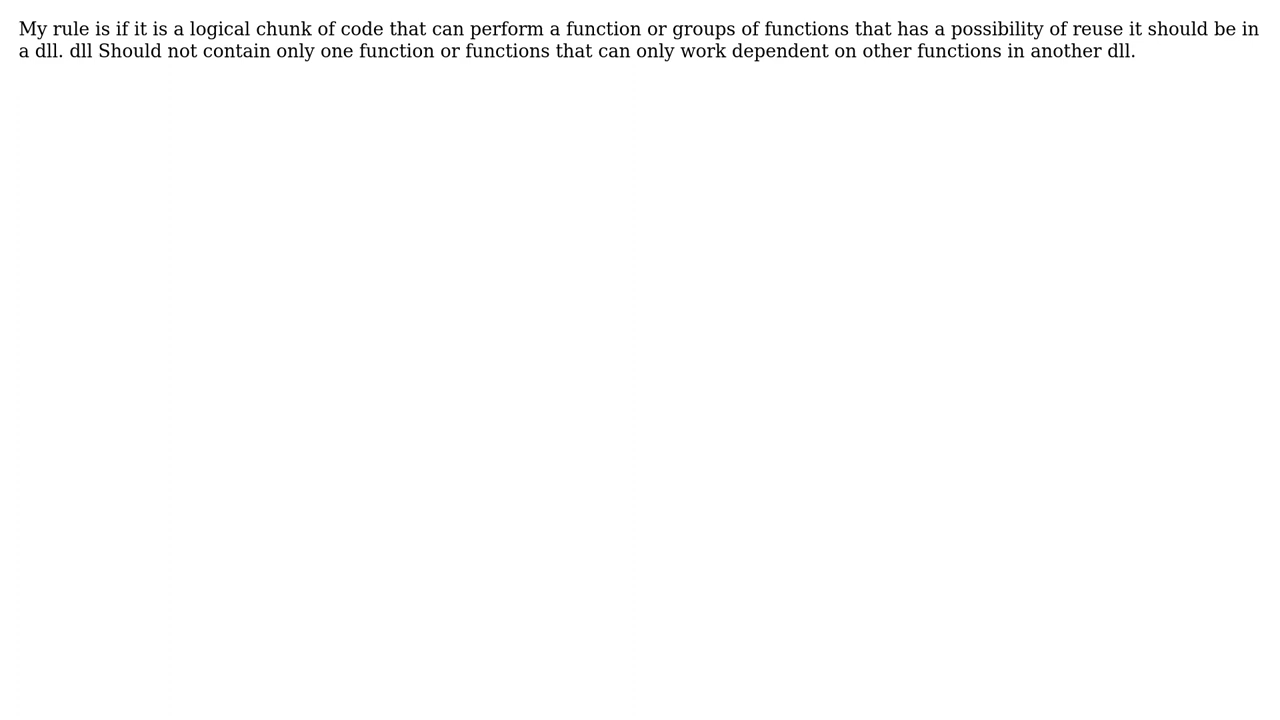 My rule is if it is a logical chunk of code that can perform a function or groups of functions that has a possibility of reuse it should be in
a dll. dll Should not contain only one function or functions that can only work dependent on other functions in another dll.